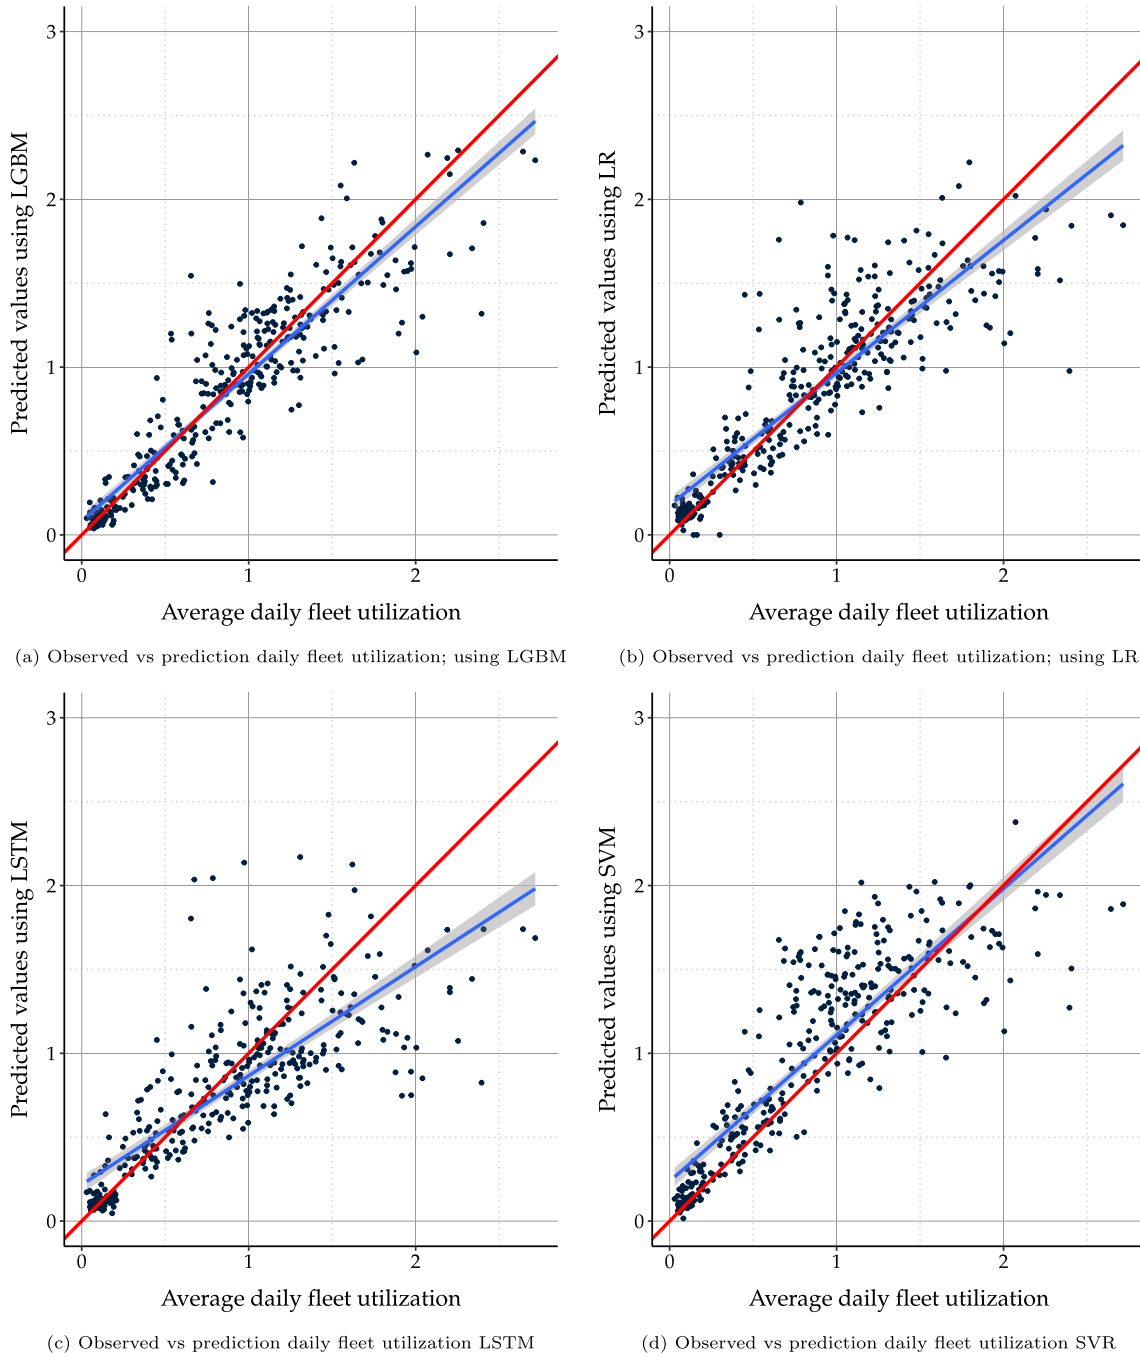 3
2
1
0
Predicted values using LGBM
0 1 2
Average daily fleet utilization
(a) Observed vs prediction daily fleet utilization; using LGBM
3
2
1
0
Predicted values using LR
0 1 2
Average daily fleet utilization
(b) Observed vs prediction daily fleet utilization; using LR
3
2
1
0
Predicted values using LSTM
0 1 2
Average daily fleet utilization
(c) Observed vs prediction daily fleet utilization LSTM
3
2
1
0
Predicted values using SVM
0 1 2
Average daily fleet utilization
(d) Observed vs prediction daily fleet utilization SVR